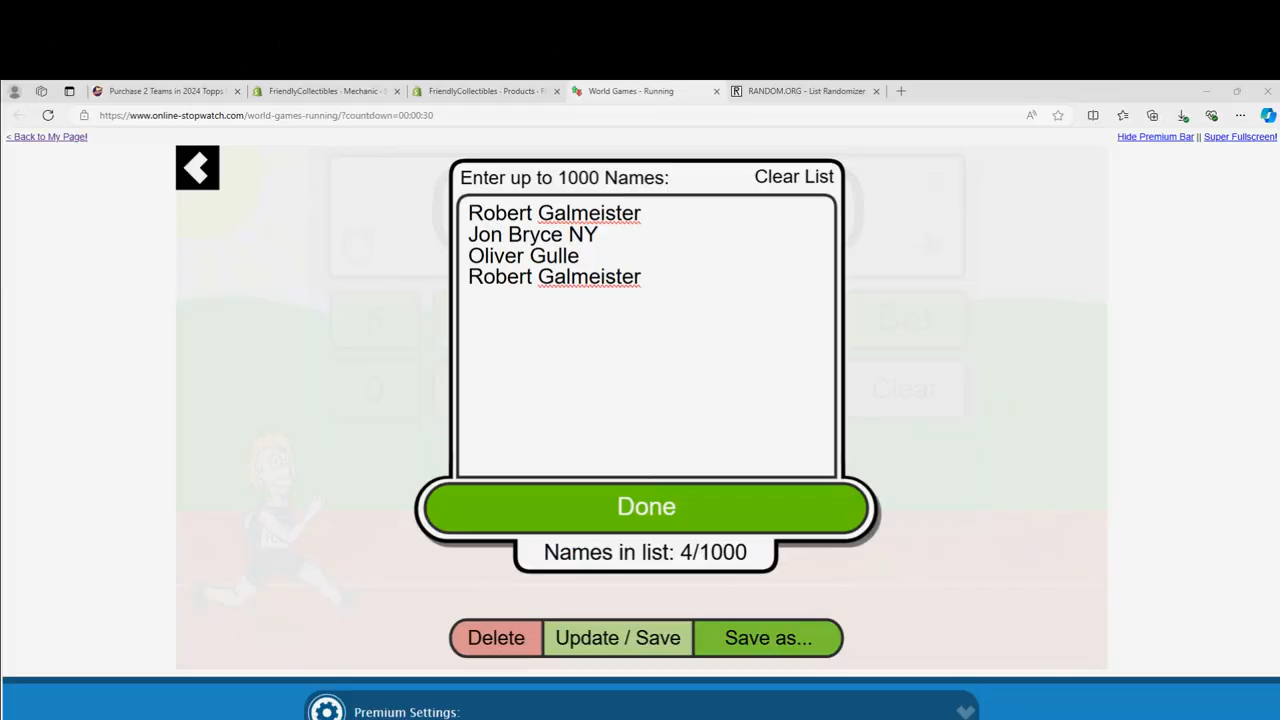 Purchase 2 Teams in 2024 Topps
FriendlyCollectibles · Mechanic ·
FriendlyCollectibles · Products ·
World Games - Running
RANDOM.ORG - List Randomizer
https://www.online-stopwatch.com/world-games-running/?countdown=00:00:30
< Back to My Page!
Hide Premium Bar || Super Fullscreen!
Enter up to 1000 Names:
Clear List
Robert Galmeister
Jon Bryce NY
Oliver Gulle
Robert Galmeister
Bet
Clear
Done
Names in list: 4/1000
Delete
Update / Save
Save as...
Premium Settings: